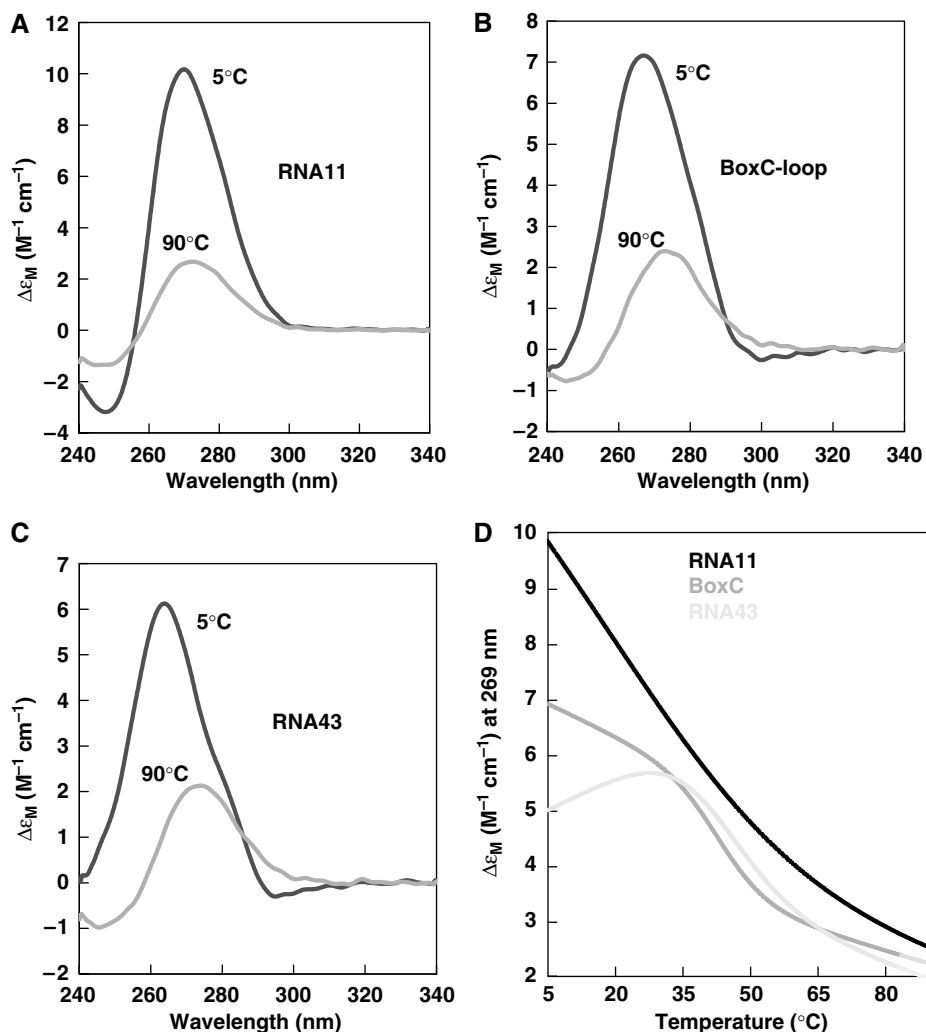 A
12
10
8
6
4
2
0
−2
−4
5°C
90°C
RNA11
ΔεM (M−1 cm−1)
240 260 280 300 320 340
Wavelength (nm)
B
8
7
6
5
4
3
2
1
0
−1
−2
5°C
90°C
BoxC-loop
ΔεM (M−1 cm−1)
240 260 280 300 320 340
Wavelength (nm)
C
7
6
5
4
3
2
1
0
−1
−2
5°C
90°C
RNA43
ΔεM (M−1 cm−1)
240 260 280 300 320 340
Wavelength (nm)
D
10
9
8
7
6
5
4
3
2
RNA11
BoxC
RNA43
ΔεM (M−1 cm−1) at 269 nm
5 20 35 50 65 80
Temperature (°C)